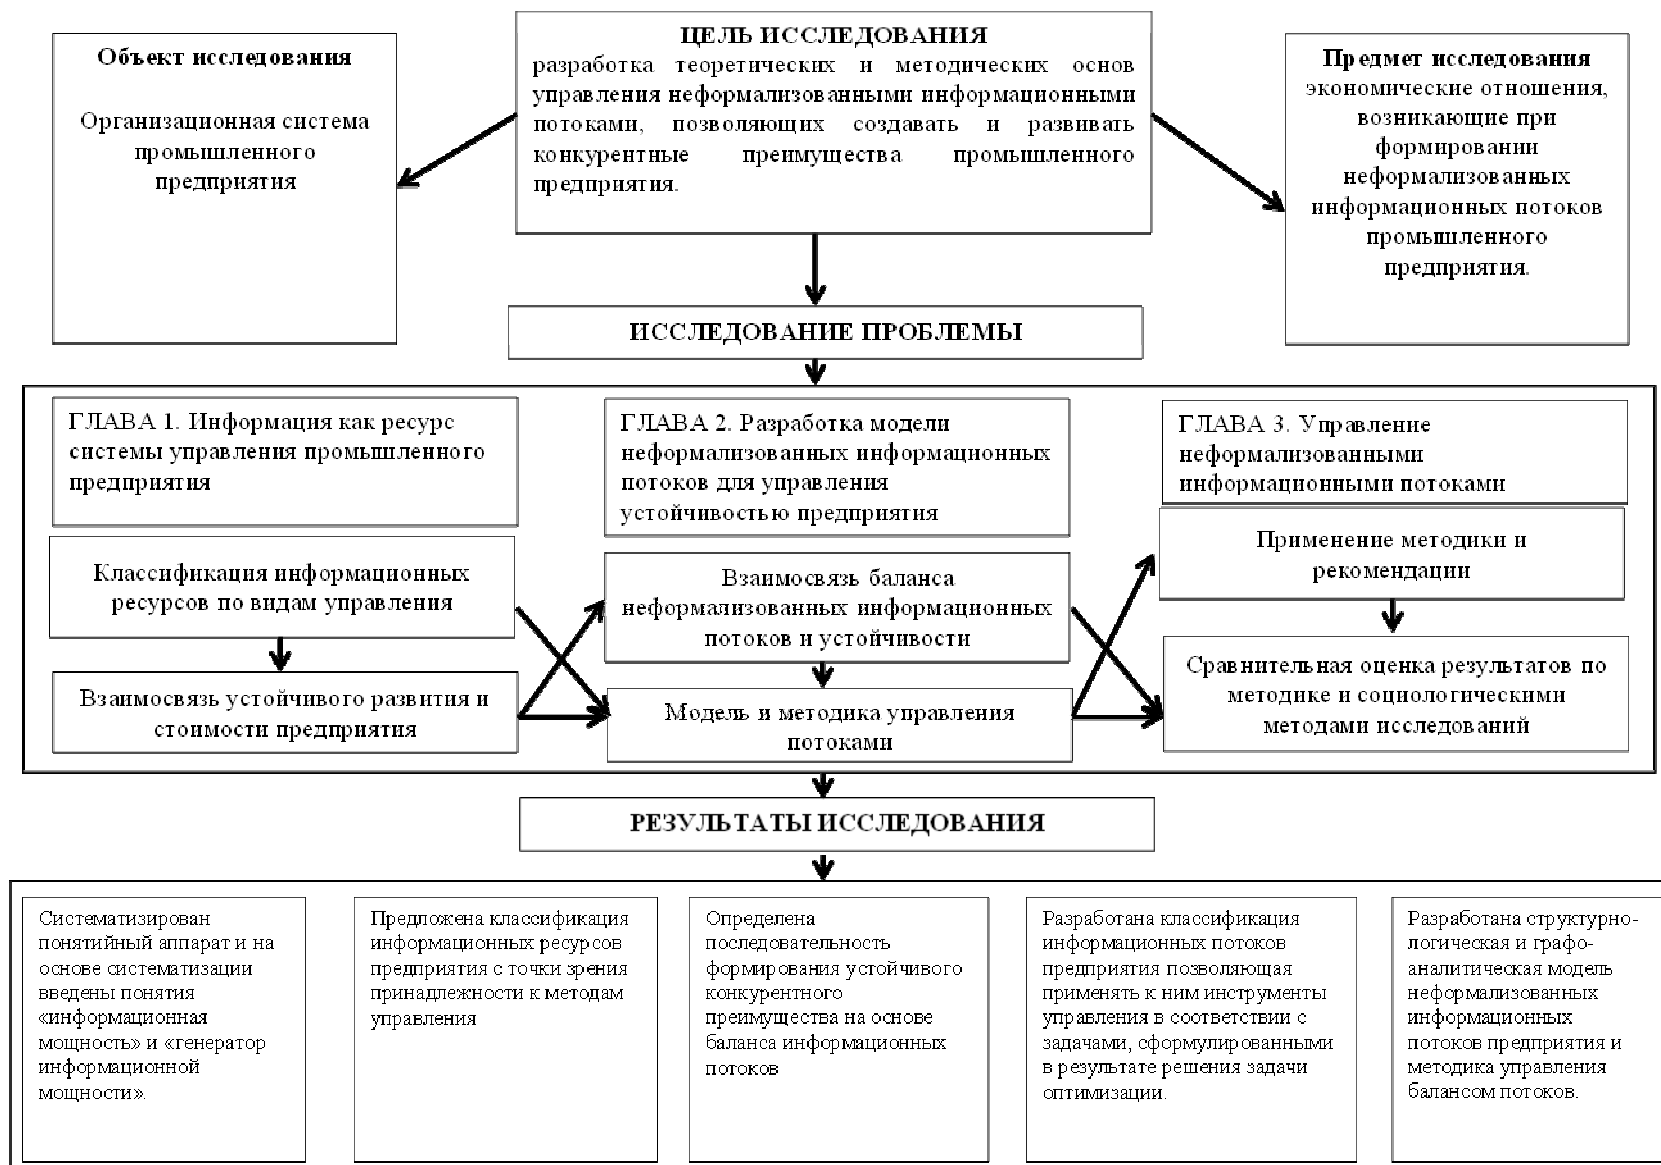 Объект исследования
Организационная система
промышленного
предприятия
ЦЕЛЬ ИССЛЕДОВАНИЯ
разработка теоретических и методических основ
управления неформализованными информационными
потоками, позволяющих создавать и развивать
конкурентные преимущества промышленного
предприятия.
Предмет исследования
экономические отношения,
возникающие при
формировании
неформализованных
информационных потоков
промышленного
предприятия.
ИССЛЕДОВАНИЕ ПРОБЛЕМЫ
ГЛАВА 1. Информация как ресурс
системы управления промышленного
предприятия
Классификация информационных
ресурсов по видам управления
Взаимосвязь устойчивого развития и
стоимости предприятия
ГЛАВА 2. Разработка модели
неформализованных информационных
потоков для управления
устойчивостью предприятия
Взаимосвязь баланса
неформализованных информационных
потоков и устойчивости
Модель и методика управления
потоками
ГЛАВА 3. Управление
неформализованными
информационными потоками
Применение методики и
рекомендации
Сравнительная оценка результатов по
методике и социологическими
методами исследований
РЕЗУЛЬТАТЫ ИССЛЕДОВАНИЯ
Систематизирован
понятийный аппарат и на
основе систематизации
введены понятия
«информационная
мощность» и «генератор
информационной
мощности».
Предложена классификация
информационных ресурсов
предприятия с точки зрения
принадлежности к методам
управления
Определена
последовательность
формирования устойчивого
конкурентного
преимущества на основе
баланса информационных
потоков
Разработана классификация
информационных потоков
предприятия позволяющая
применять к ним инструменты
управления в соответствии с
задачами, сформулированными
в результате решения задачи
оптимизации.
Разработана структурно-
логическая и графо-
аналитическая модель
неформализованных
информационных
потоков предприятия и
методика управления
балансом потоков.